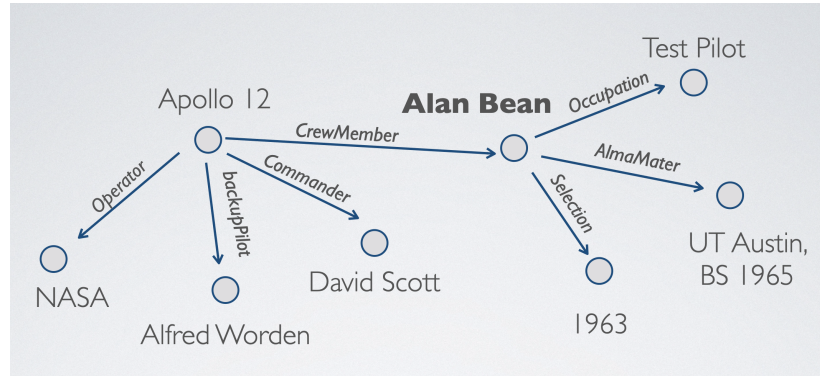 Test Pilot
Apollo 12
Alan Bean
Occupation
CrewMember
AlmaMater
Operator
backupPilot
Commander
Selection
UT Austin,
BS 1965
NASA
David Scott
Alfred Worden
1963